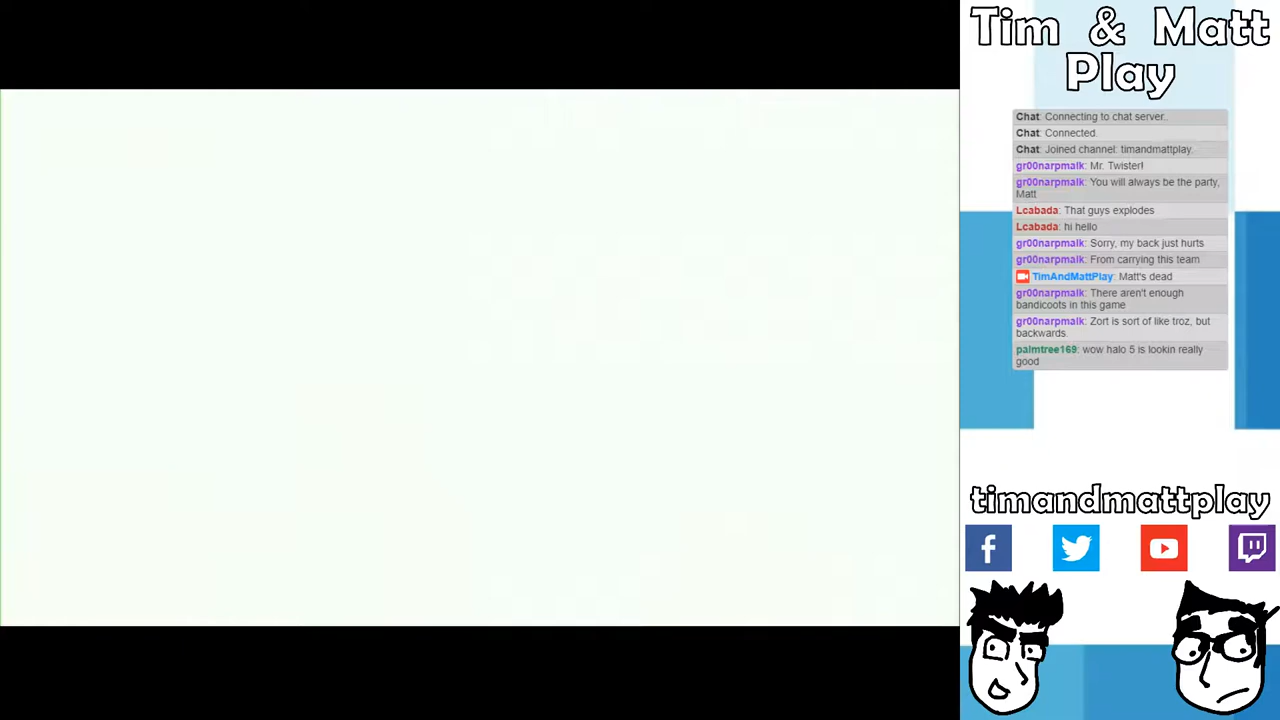 Tim & Matt
Play
Chat: Connecting to chat server..
Chat: Connected.
Chat: Joined channel: timandmattplay.
gr00narpmalk: Mr. Twister!
gr00narpmalk: You will always be the party,
Matt
Lcabada: That guys explodes
Lcabada: hi hello
gr00narpmalk: Sorry, my back just hurts
gr00narpmalk: From carrying this team
TimAndMattPlay: Matt's dead
gr00narpmalk: There aren't enough
bandicoots in this game
gr00narpmalk: Zort is sort of like troz, but
backwards.
palmtree169: wow halo 5 is lookin really
good
timandmattplay